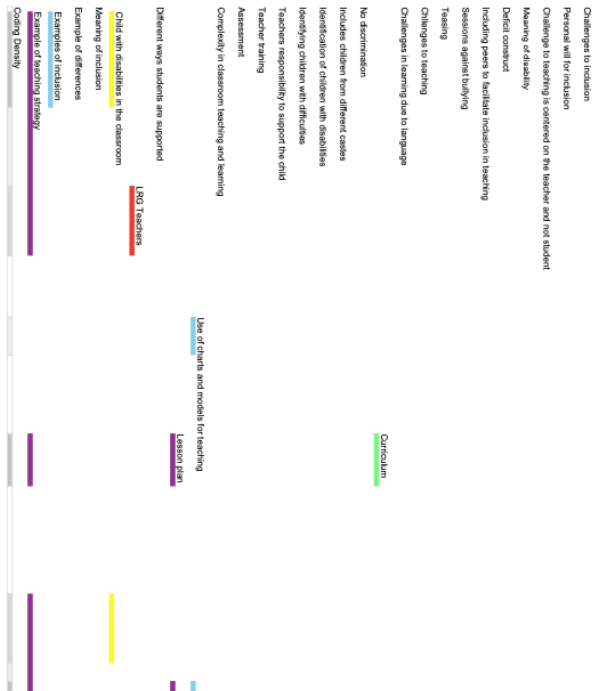 Challenges to inclusion
Personal will for inclusion
Challenge to teaching is centered on the teacher and not student
Meaning of disability
Deficit construct
Including peers to facilitate inclusion in teaching
Sessions against bullying
Teasing
Chllenges to teaching
Challenges in learning due to language
Curriculum
No discrimination
Includes children from different castes
Identification of children with disabilities
Identifying children with difficulties
Teachers responsibility to support the child
Teacher training
Assessment
Complexity in classroom teaching and learning
Use of charts and models for teaching
Lesson plan
Different ways students are supported
LRG Teachers
Child with disabilities in the classroom
Meaning of inclusion
Example of differences
Examples of inclusion
Example of teaching strategy
Coding Density